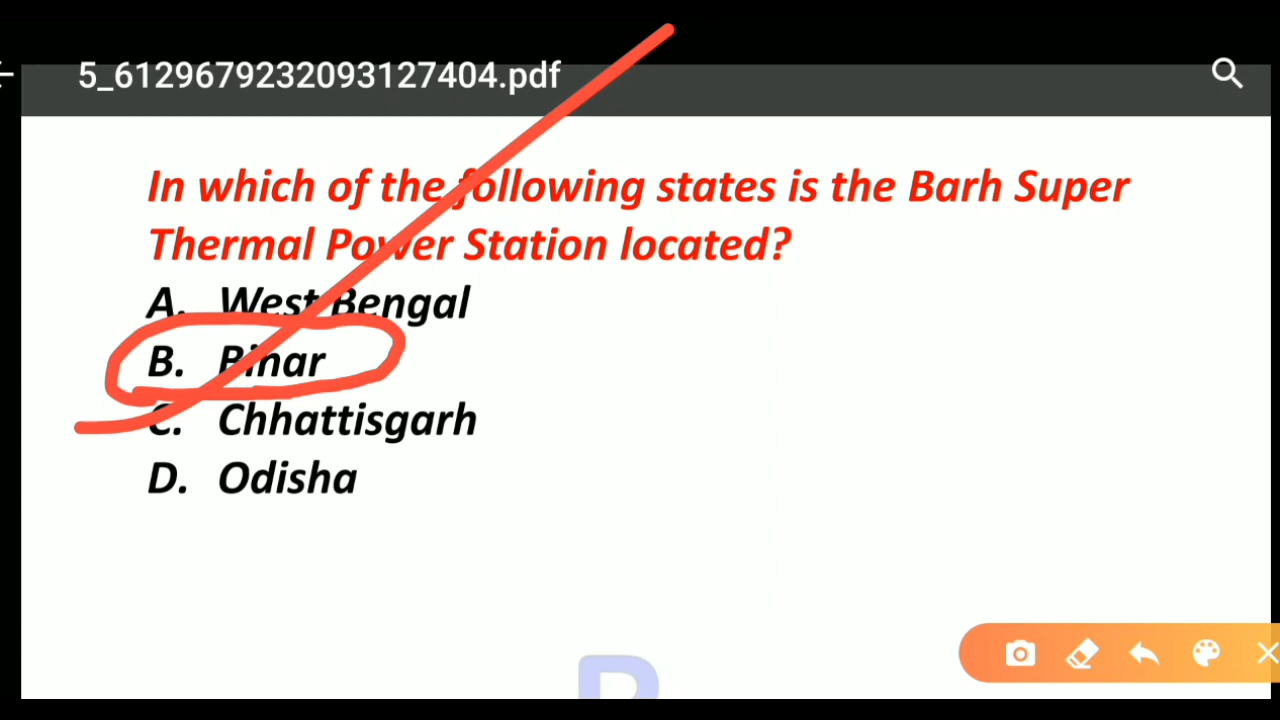 5_6129679232093127404.pdf
In which of the following states is the Barh Super
Thermal Power Station located?
A. West Bengal
B. Bihar
C. Chhattisgarh
D. Odisha